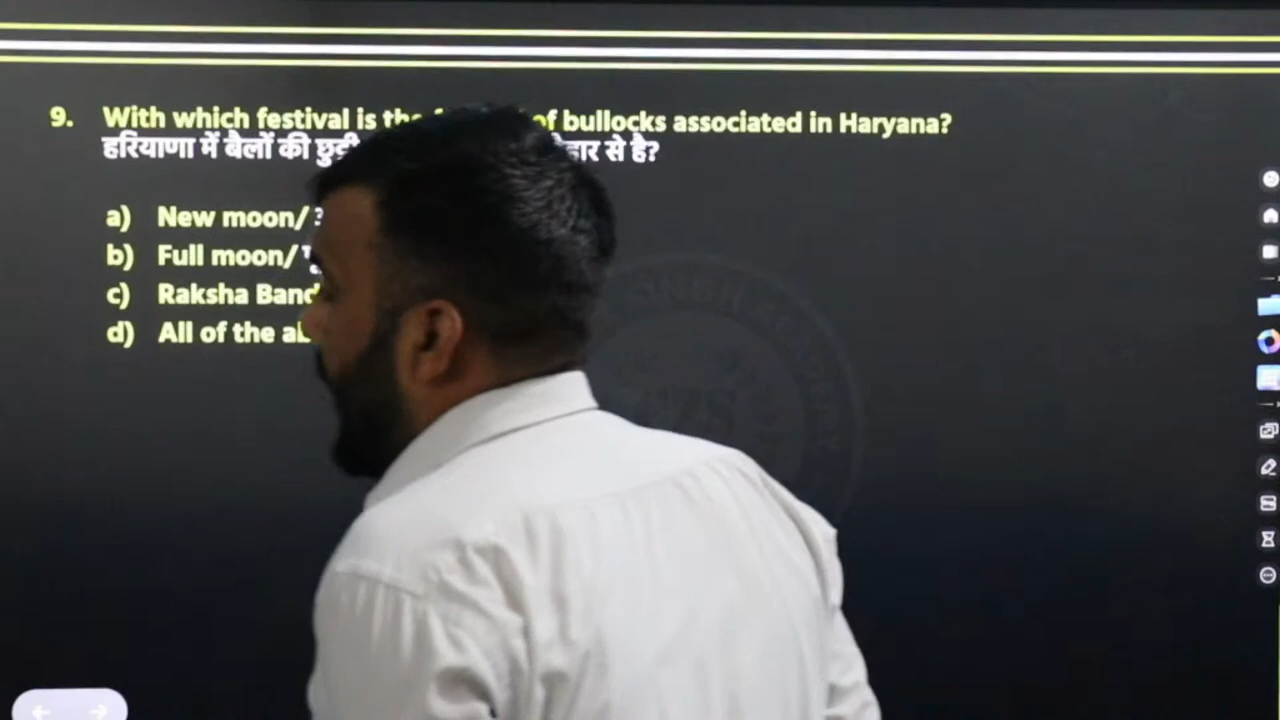 9. With which festival is the of bullocks associated in Haryana?
हरियाणा में बैलों की छुट्टी से है?
a) New moon/
b) Full moon/
c) Raksha
d) All of the